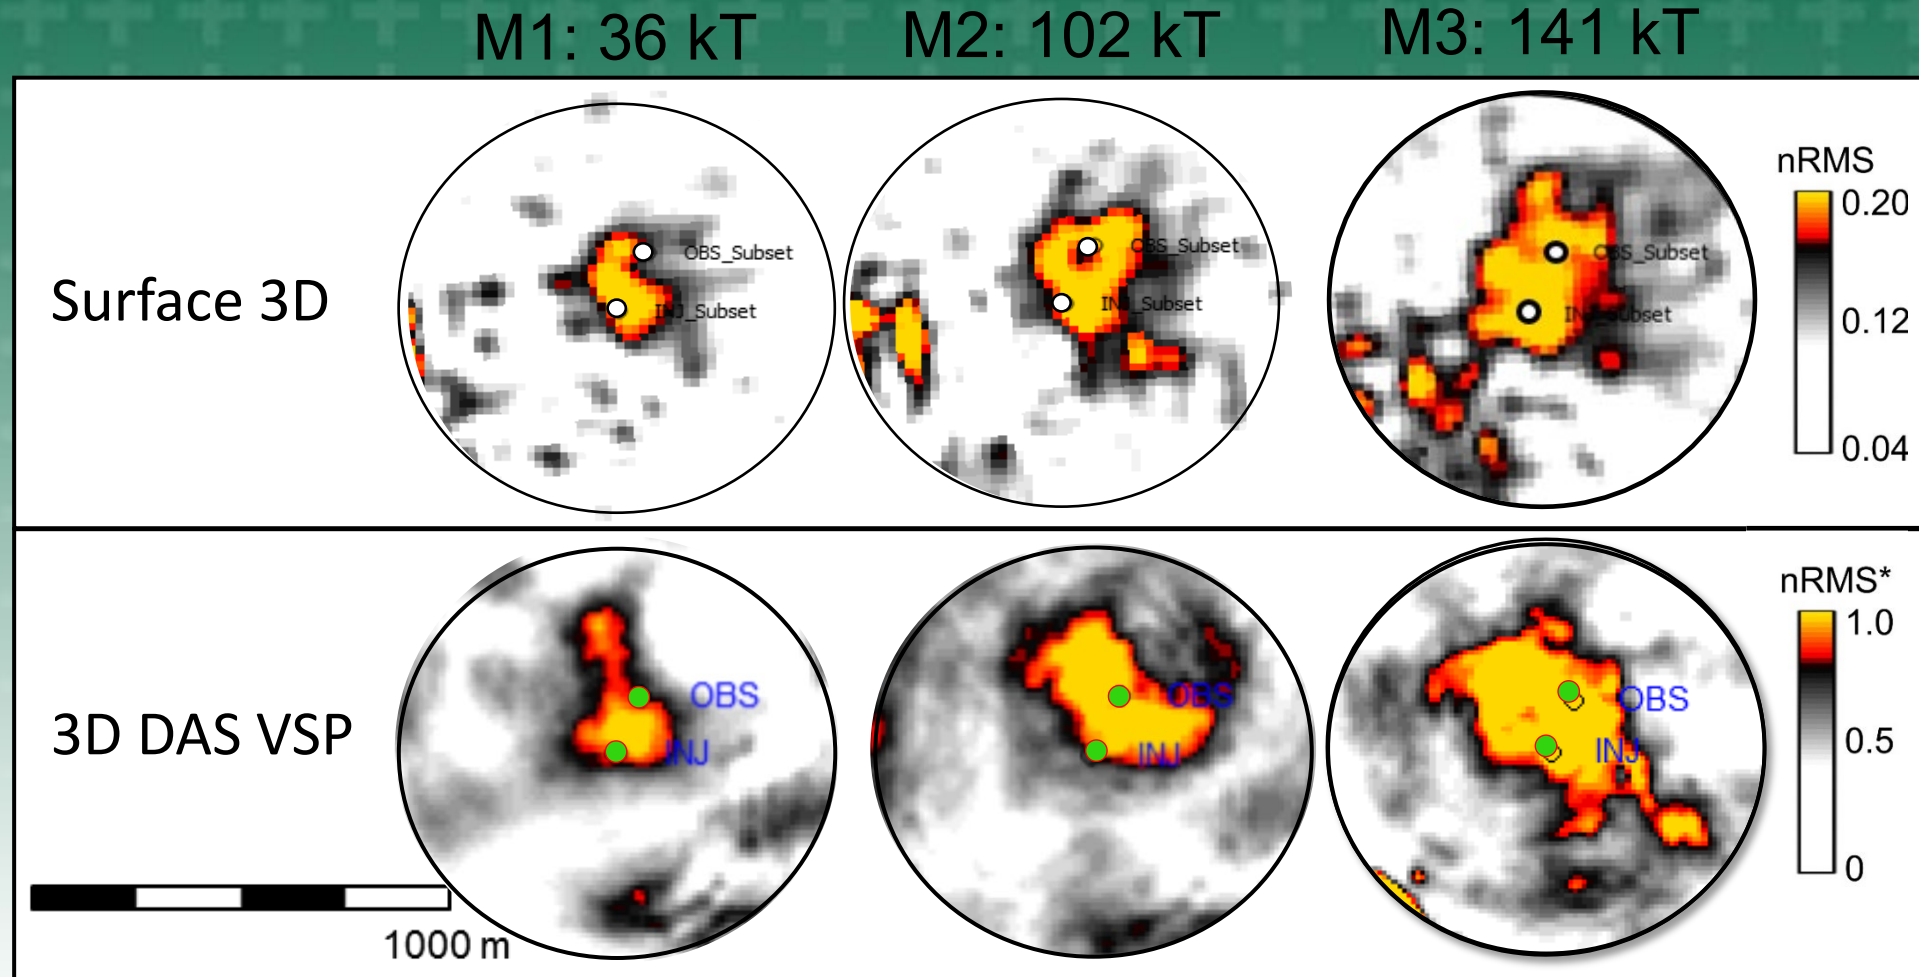 M1: 36 kT
M2: 102 kT
M3: 141 kT
Surface 3D
OBS_Subset
INJ_Subset
OBS_Subset
INJ_Subset
OBS_Subset
INJ_Subset
nRMS
0.20
0.12
0.04
3D DAS VSP
OBS
INJ
OBS
INJ
OBS
INJ
nRMS*
1.0
0.5
0
1000 m